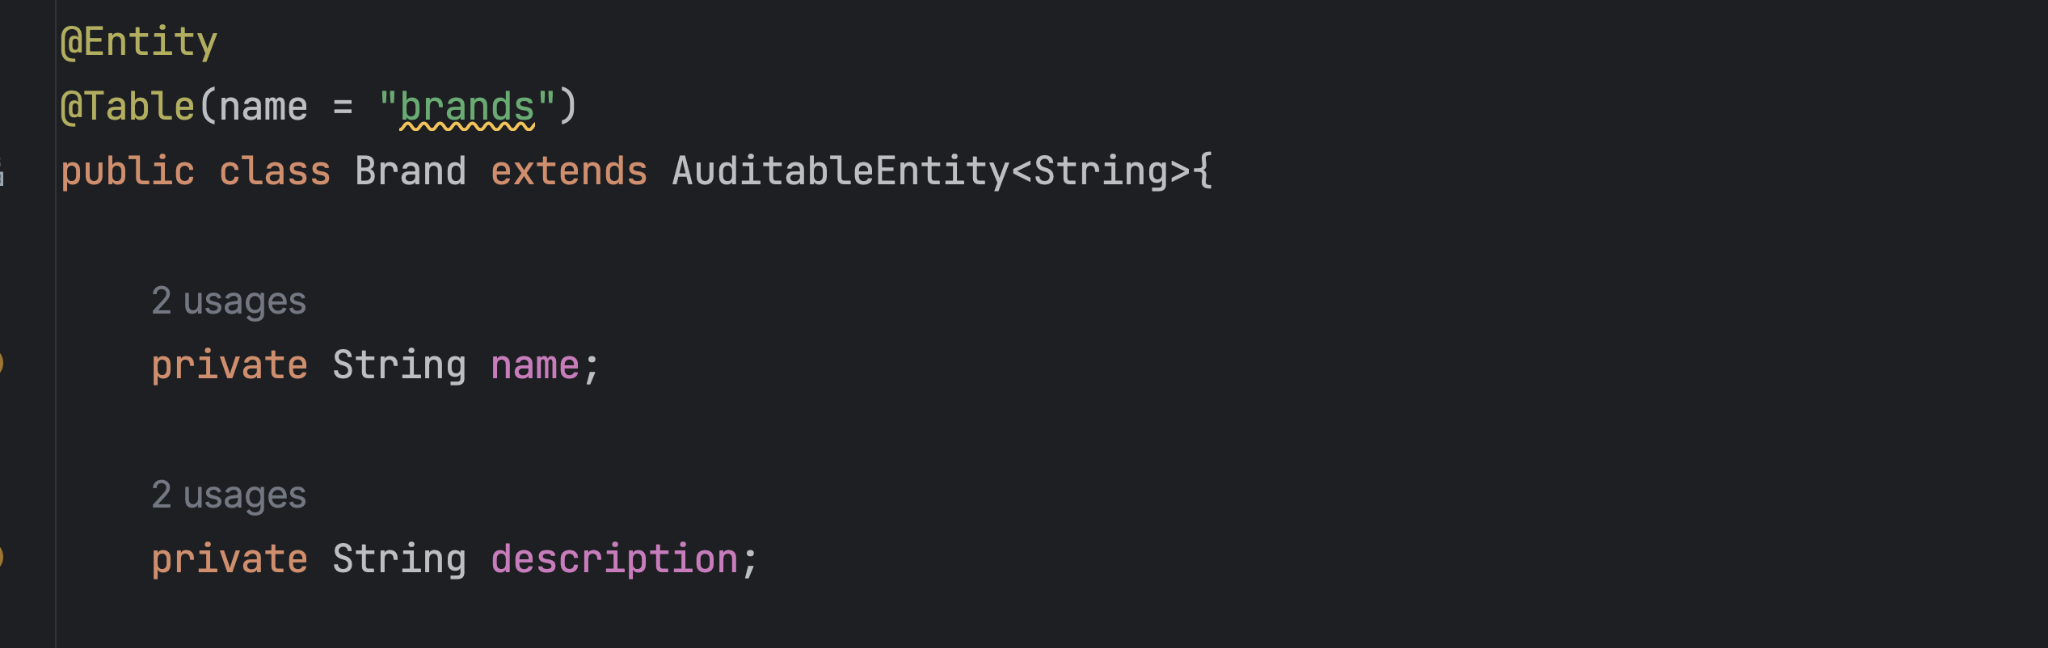 @Entity
@Table(name = "brands")
public class Brand extends AuditableEntity<String>{
2 usages
private String name;
2 usages
private String description;